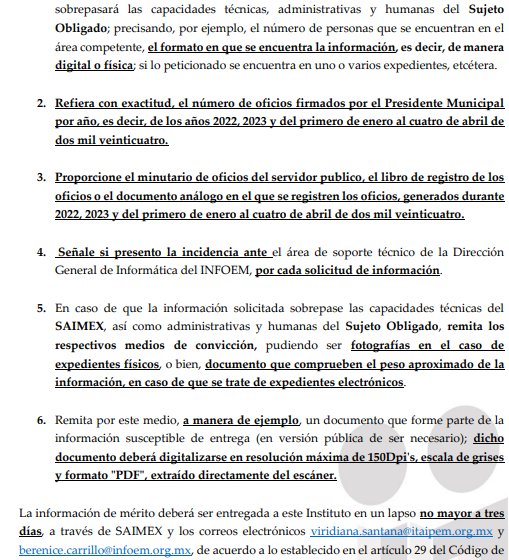 sobrepasará las capacidades técnicas, administrativas y humanas del Sujeto
Obligado; precisando, por ejemplo, el número de personas que se encuentran en el
área competente, el formato en que se encuentra la información, es decir, de manera
digital o física; si lo peticionado se encuentra en uno o varios expedientes, etcétera.
2. Refiera con exactitud, el número de oficios firmados por el Presidente Municipal
por año, es decir, de los años 2022, 2023 y del primero de enero al cuatro de abril de
dos mil veinticuatro.
3. Proporcione el minutario de oficios del servidor publico, el libro de registro de los
oficios o el documento análogo en el que se registren los oficios, generados durante
2022, 2023 y del primero de enero al cuatro de abril de dos mil veinticuatro.
4. Señale si presento la incidencia ante el área de soporte técnico de la Dirección
General de Informática del INFOEM, por cada solicitud de información.
5. En caso de que la información solicitada sobrepase las capacidades técnicas del
SAIMEX, así como administrativas y humanas del Sujeto Obligado, remita los
respectivos medios de convicción, pudiendo ser fotografías en el caso de
expedientes físicos, o bien, documento que comprueben el peso aproximado de la
información, en caso de que se trate de expedientes electrónicos.
6. Remita por este medio, a manera de ejemplo, un documento que forme parte de la
información susceptible de entrega (en versión pública de ser necesario); dicho
documento deberá digitalizarse en resolución máxima de 150Dpi's, escala de grises
y formato "PDF", extraído directamente del escáner.
La información de mérito deberá ser entregada a este Instituto en un lapso no mayor a tres
días, a través de SAIMEX y los correos electrónicos viridiana.santana@itaipem.org.mx y
berenice.carrillo@infoem.org.mx, de acuerdo a lo establecido en el artículo 29 del Código de